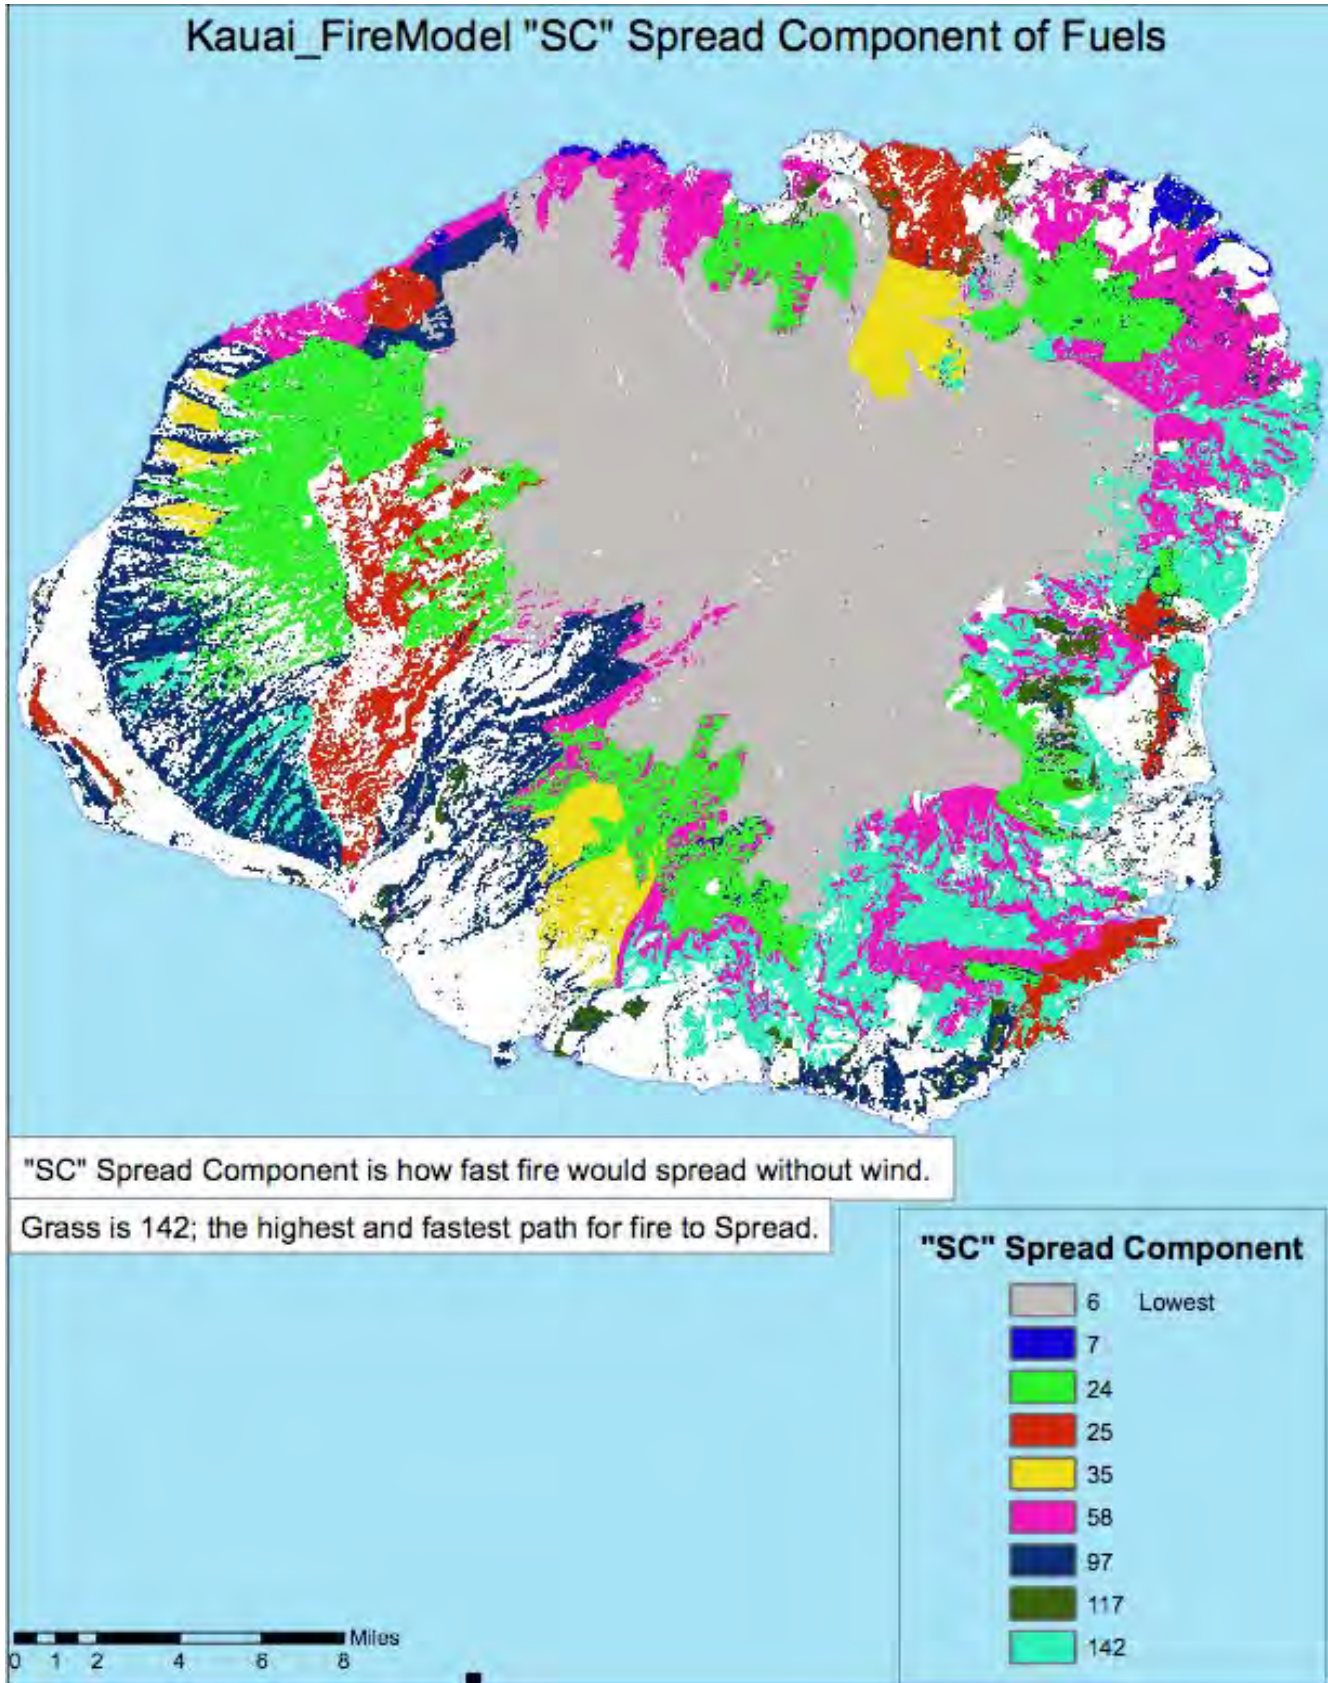 Kauai_FireModel "SC" Spread Component of Fuels
"SC" Spread Component is how fast fire would spread without wind.
Grass is 142; the highest and fastest path for fire to Spread.
"SC" Spread Component
6 Lowest
7
24
25
35
58
97
117
142
Miles
0 1 2 4 6 8